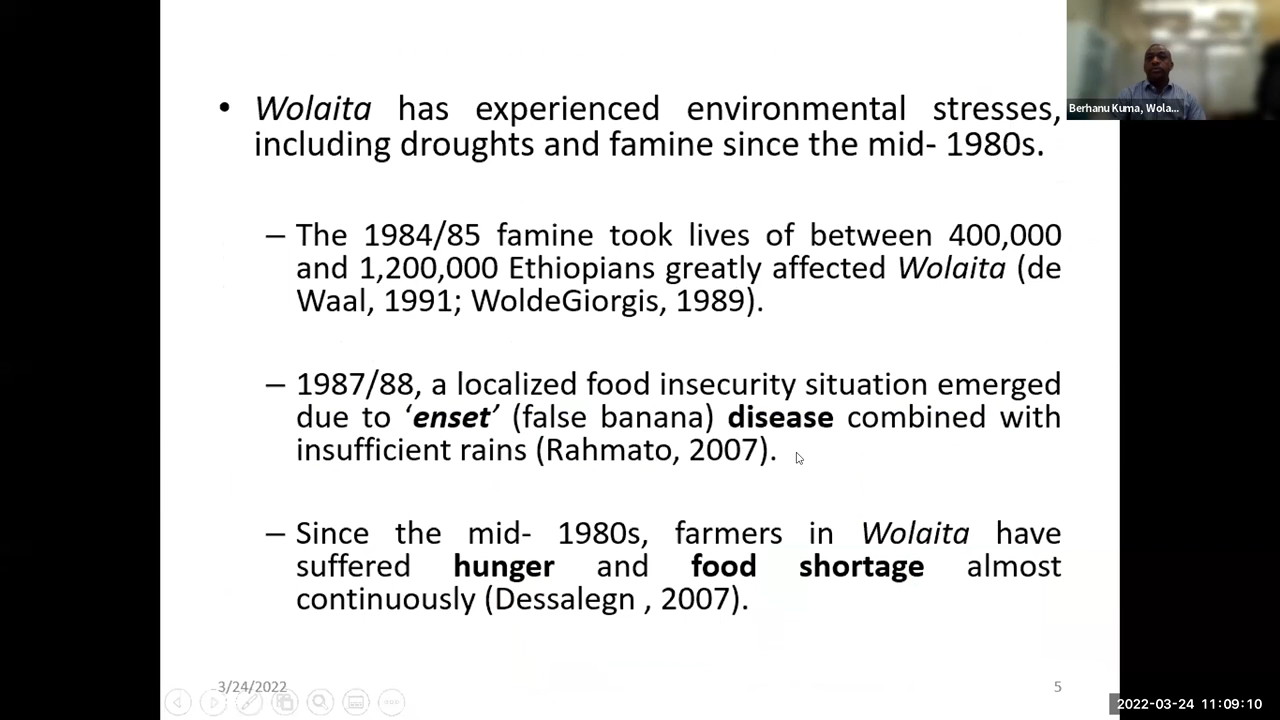 • Wolaita has experienced environmental stresses,
including droughts and famine since the mid- 1980s.
– The 1984/85 famine took lives of between 400,000
and 1,200,000 Ethiopians greatly affected Wolaita (de
Waal, 1991; WoldeGiorgis, 1989).
– 1987/88, a localized food insecurity situation emerged
due to ‘enset’ (false banana) disease combined with
insufficient rains (Rahmato, 2007).
– Since the mid- 1980s, farmers in Wolaita have
suffered hunger and food shortage almost
continuously (Dessalegn , 2007).
3/24/2022
5
Berhanu Kuma, Wola...
2022-03-24 11:09:10